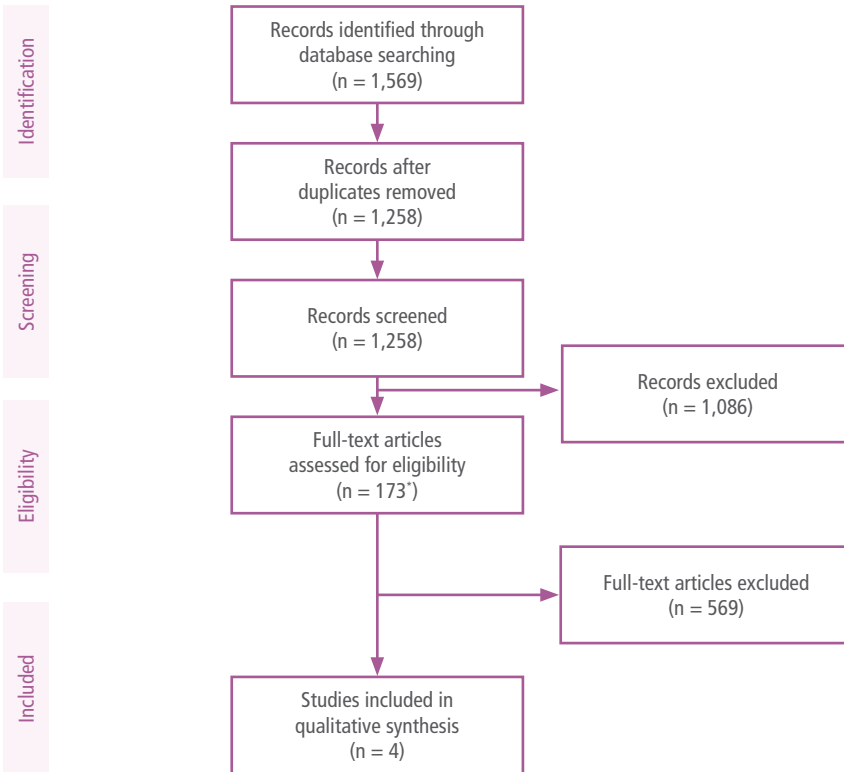 Identification
Records identified through
database searching
(n = 1,569)
Records after
duplicates removed
(n = 1,258)
Screening
Records screened
(n = 1,258)
Records excluded
(n = 1,086)
Eligibility
Full-text articles
assessed for eligibility
(n = 173*)
Full-text articles excluded
(n = 569)
Included
Studies included in
qualitative synthesis
(n = 4)